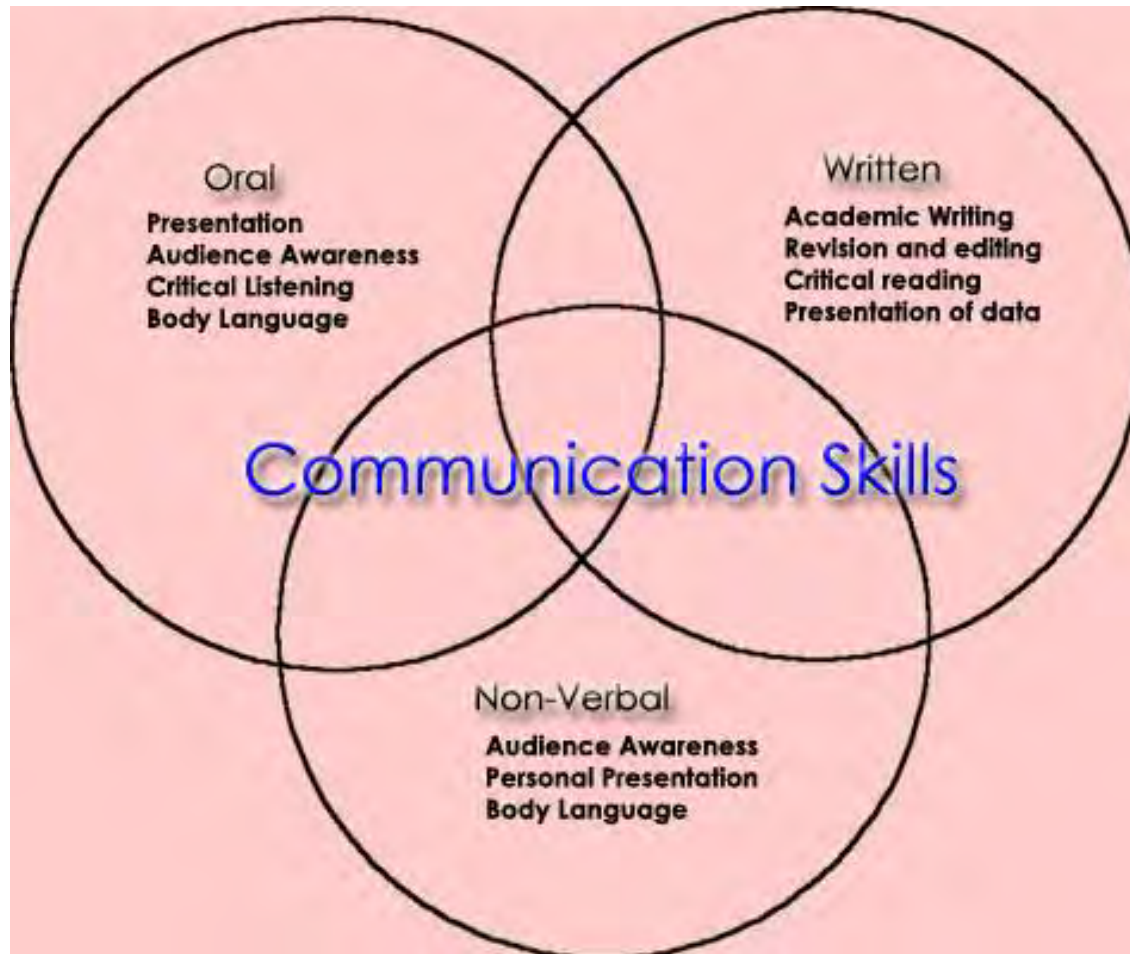 Oral
Presentation
Audience Awareness
Critical Listening
Body Language
Written
Academic Writing
Revision and editing
Critical reading
Presentation of data
Communication Skills
Non-Verbal
Audience Awareness
Personal Presentation
Body Language